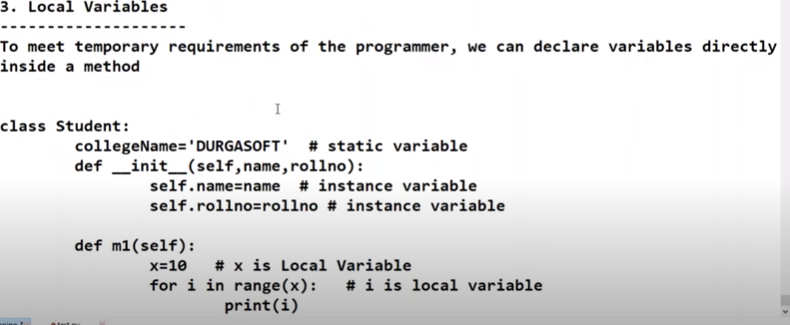 3. Local Variables
--------------------
To meet temporary requirements of the programmer, we can declare variables directly
inside a method
class Student:
collegeName='DURGASOFT' # static variable
def __init__(self,name,rollno):
self.name=name # instance variable
self.rollno=rollno # instance variable
def m1(self):
x=10 # x is Local Variable
for i in range(x): # i is local variable
print(i)